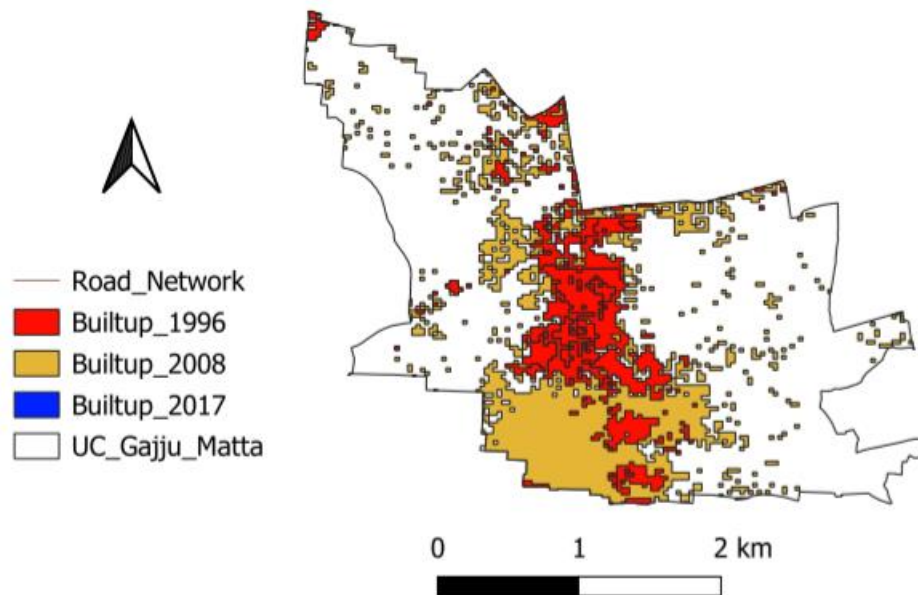 Road_Network
Builtup_1996
Builtup_2008
Builtup_2017
UC_Gajju_Matta
0 1 2 km